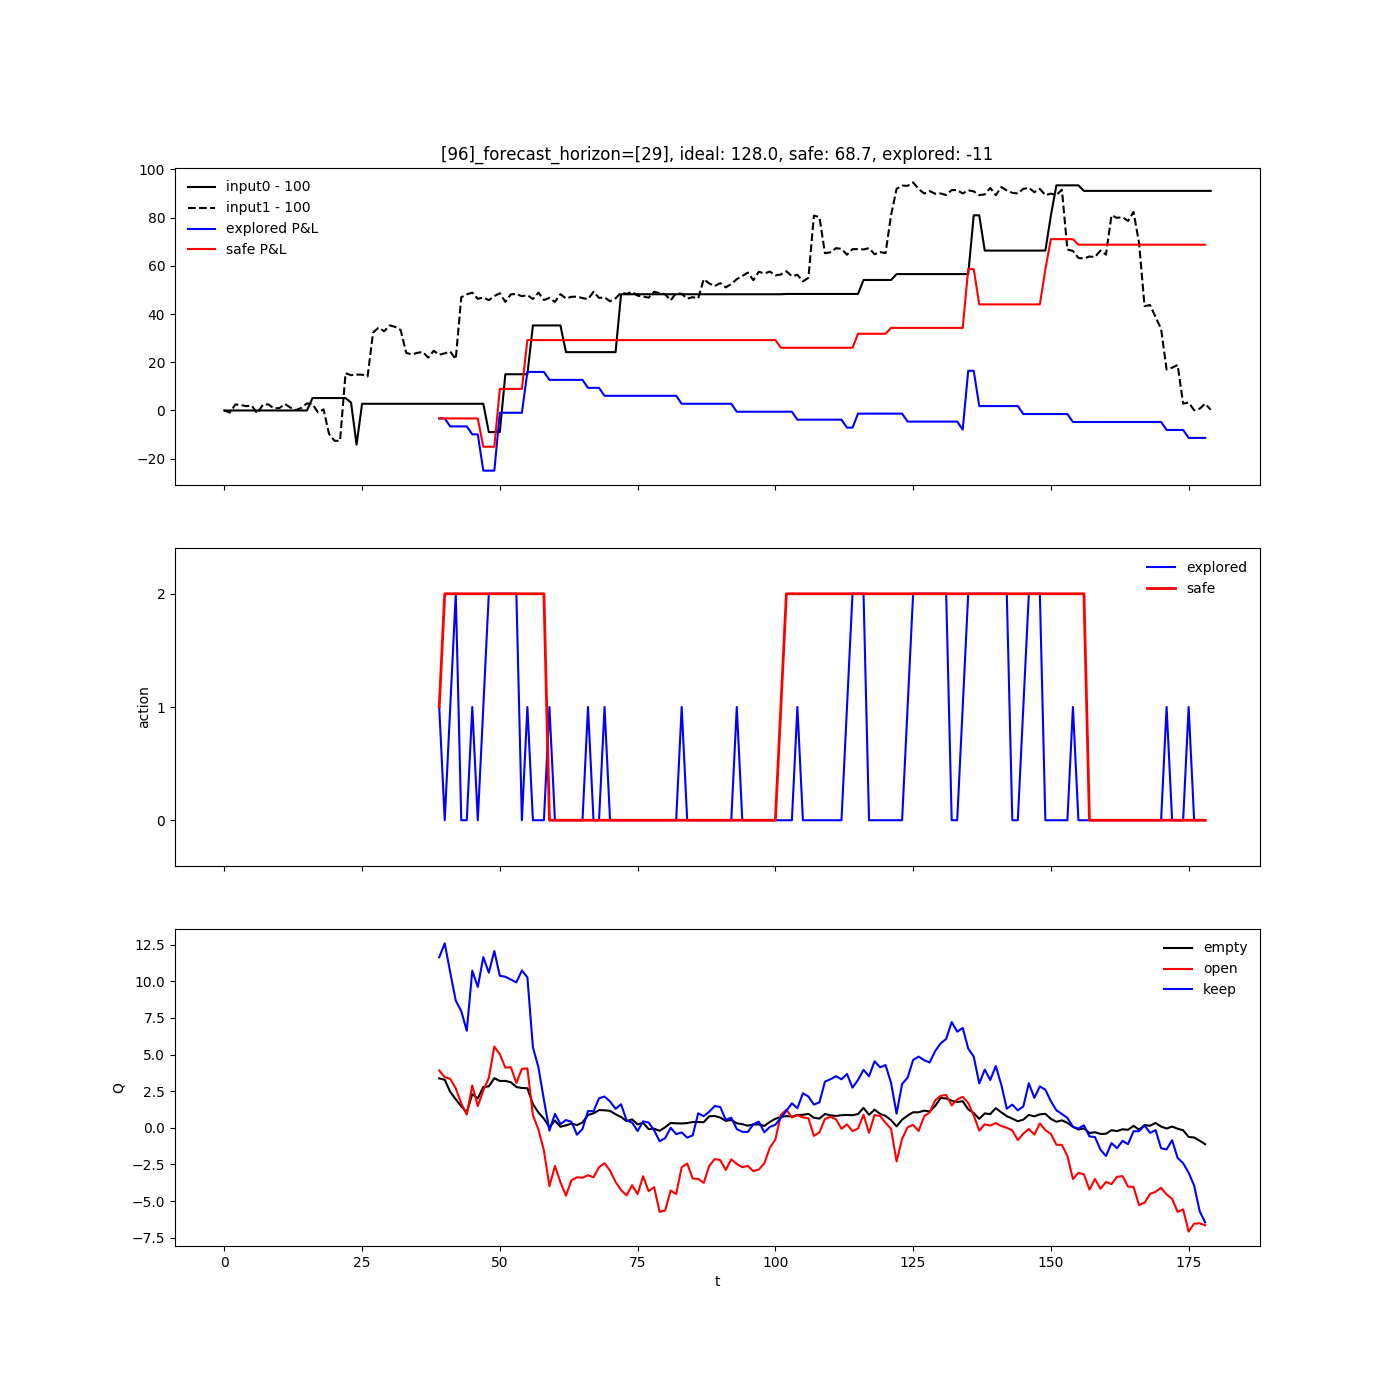 [96]_forecast_horizon=[29], ideal: 128.0, safe: 68.7, explored: -11
100
80
60
40
20
0
−20
input0 - 100
input1 - 100
explored P&L
safe P&L
action
2
1
0
explored
safe
Q
12.5
10.0
7.5
5.0
2.5
0.0
−2.5
−5.0
−7.5
empty
open
keep
0 25 50 75 100 125 150 175
t